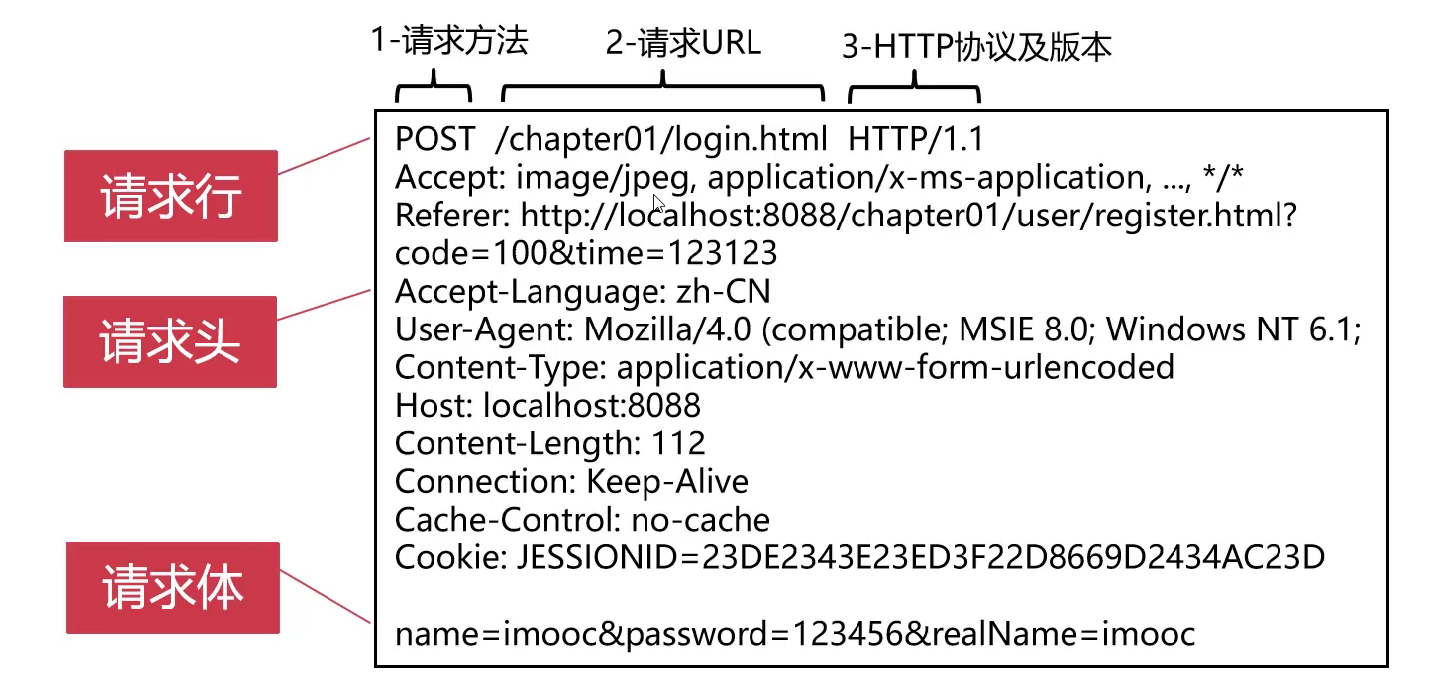 1-请求方法 2-请求URL 3-HTTP协议及版本
请求行
请求头
请求体
POST /chapter01/login.html HTTP/1.1
Accept: image/jpeg, application/x-ms-application, ..., */*
Referer: http://localhost:8088/chapter01/user/register.html?
code=100&time=123123
Accept-Language: zh-CN
User-Agent: Mozilla/4.0 (compatible; MSIE 8.0; Windows NT 6.1;
Content-Type: application/x-www-form-urlencoded
Host: localhost:8088
Content-Length: 112
Connection: Keep-Alive
Cache-Control: no-cache
Cookie: JESSIONID=23DE2343E23ED3F22D8669D2434AC23D
name=imooc&password=123456&realName=imooc